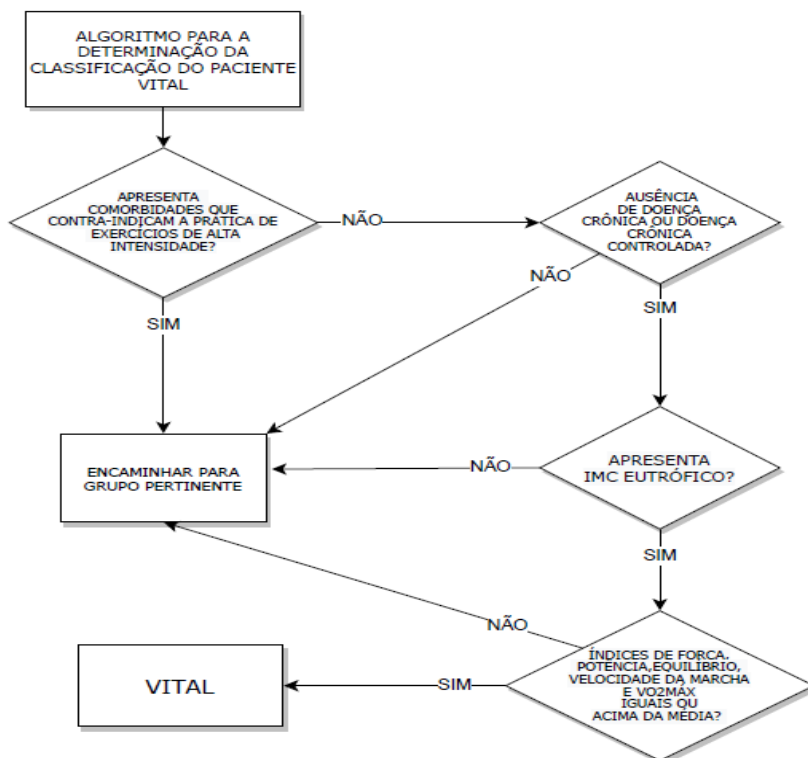 ALGORITMO PARA A
DETERMINAÇÃO DA
CLASSIFICAÇÃO DO PACIENTE
VITAL
APRESENTA
COMORBIDADES QUE
CONTRA-INDICAM A PRÁTICA DE
EXERCÍCIOS DE ALTA
INTENSIDADE?
NÃO
AUSÊNCIA
DE DOENÇA
CRÔNICA OU DOENÇA
CRÔNICA
CONTROLADA?
NÃO
SIM
SIM
ENCAMINHAR PARA
GRUPO PERTINENTE
NÃO
APRESENTA
IMC EUTRÓFICO?
SIM
NÃO
ÍNDICES DE FORÇA,
POTÊNCIA,EQUILÍBRIO,
VELOCIDADE DA MARCHA
E VO2MÁX
IGUAIS OU
ACIMA DA MÉDIA?
SIM
VITAL